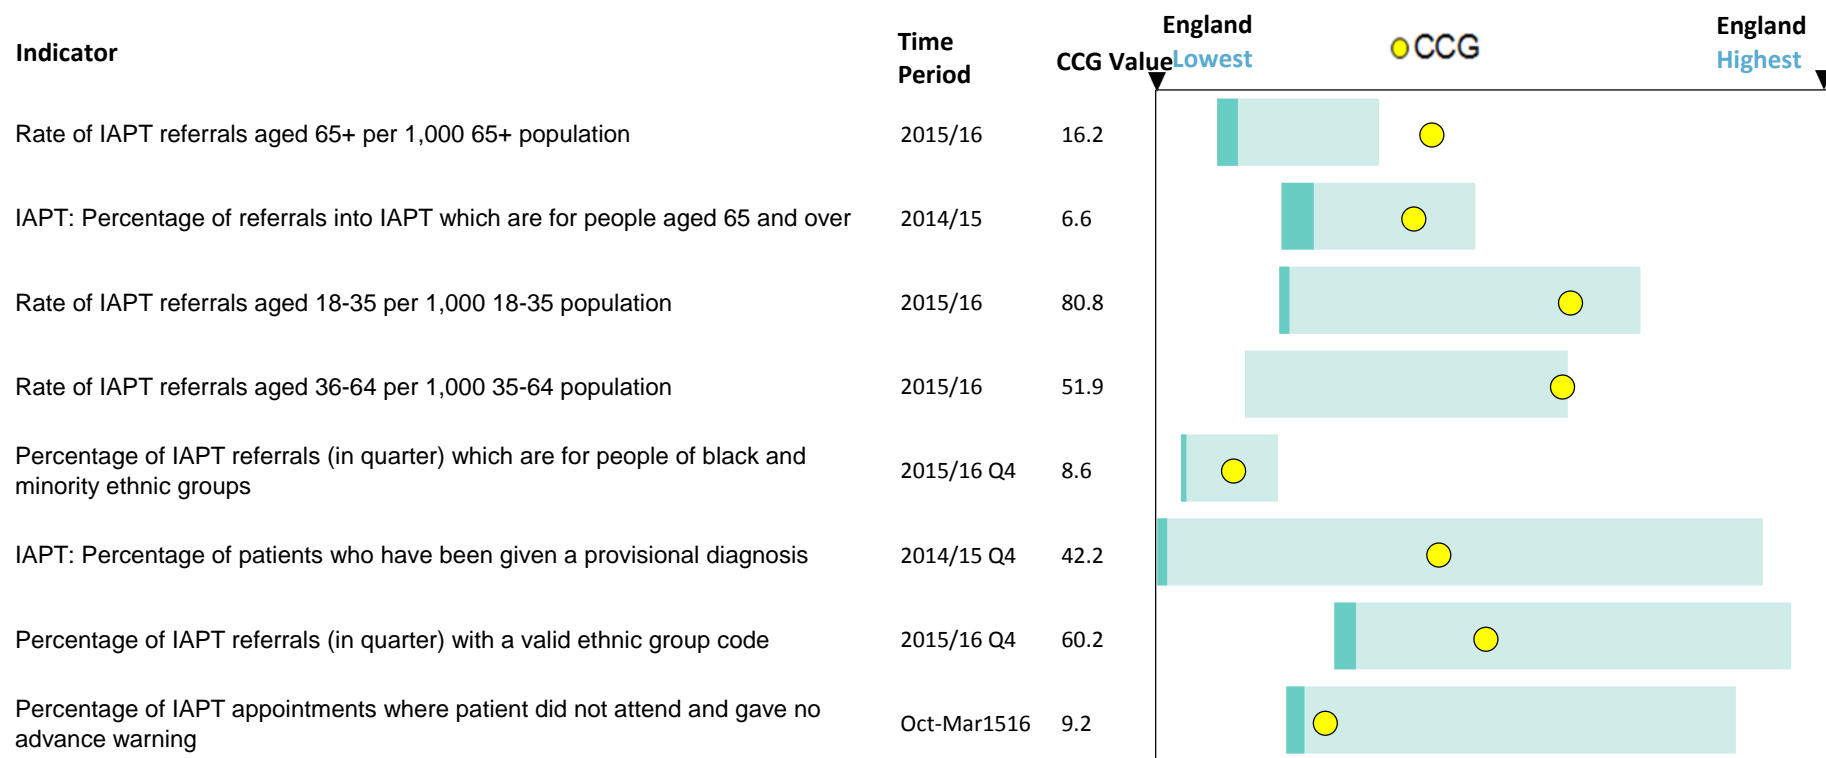 Indicator
Time
Period
CCG Value
England
Lowest
CCG
England
Highest
Rate of IAPT referrals aged 65+ per 1,000 65+ population 2015/16 16.2
IAPT: Percentage of referrals into IAPT which are for people aged 65 and over 2014/15 6.6
Rate of IAPT referrals aged 18-35 per 1,000 18-35 population 2015/16 80.8
Rate of IAPT referrals aged 36-64 per 1,000 35-64 population 2015/16 51.9
Percentage of IAPT referrals (in quarter) which are for people of black and
minority ethnic groups 2015/16 Q4 8.6
IAPT: Percentage of patients who have been given a provisional diagnosis 2014/15 Q4 42.2
Percentage of IAPT referrals (in quarter) with a valid ethnic group code 2015/16 Q4 60.2
Percentage of IAPT appointments where patient did not attend and gave no
advance warning Oct-Mar1516 9.2